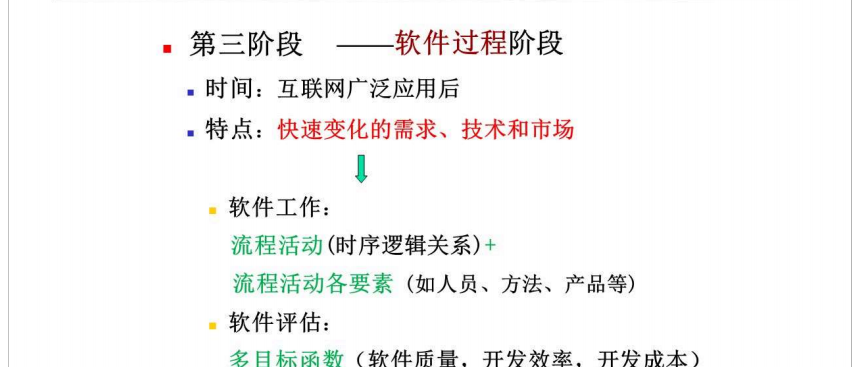 第三阶段 ——软件过程阶段
时间：互联网广泛应用后
特点：快速变化的需求、技术和市场
软件工作：
流程活动(时序逻辑关系)+
流程活动各要素 (如人员、方法、产品等)
软件评估：
多目标函数（软件质量，开发效率，开发成本）